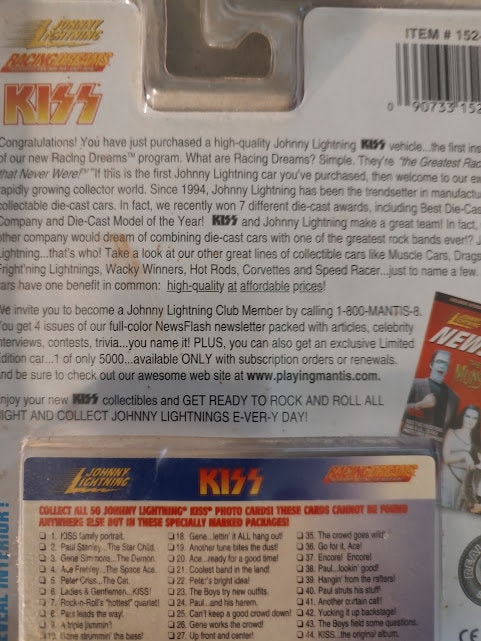 JOHNNY LIGHTNING
ITEM # 152
RACING DREAMS
KISS
0 90733 152
Congratulations! You have just purchased a high-quality Johnny Lightning KISS vehicle...the first ins
of our new Racing Dreams™ program. What are Racing Dreams? Simple. They're "the Greatest Rac
that Never Were!" If this is the first Johnny Lightning car you've purchased, then welcome to our ex
rapidly growing collector world. Since 1994, Johnny Lightning has been the trendsetter in manufactu
collectable die-cast cars. In fact, we recently won 7 different die-cast awards, including Best Die-Cas
Company and Die-Cast Model of the Year! KISS and Johnny Lightning make a great team! In fact,
other company would dream of combining die-cast cars with one of the greatest rock bands ever!? J
Lightning...that's who! Take a look at our other great lines of collectible cars like Muscle Cars, Drags
Fright'ning Lightnings, Wacky Winners, Hot Rods, Corvettes and Speed Racer...just to name a few.
cars have one benefit in common: high-quality at affordable prices!
We invite you to become a Johnny Lightning Club Member by calling 1-800-MANTIS-8.
You get 4 issues of our full-color NewsFlash newsletter packed with articles, celebrity
interviews, contests, trivia...you name it! PLUS, you can also get an exclusive Limited
Edition car...1 of only 5000...available ONLY with subscription orders or renewals.
and be sure to check out our awesome web site at www.playingmantis.com.
Enjoy your new KISS collectibles and GET READY TO ROCK AND ROLL ALL
NIGHT AND COLLECT JOHNNY LIGHTNINGS E-VER-Y DAY!
NEW
JOHNNY LIGHTNING
KISS
RACING DREAMS
COLLECT ALL 50 JOHNNY LIGHTNING® KISS® PHOTO CARDS! THESE CARDS CANNOT BE FOUND
ANYWHERE ELSE BUT IN THESE SPECIALLY MARKED PACKAGES!
1. KISS family portrait.
2. Paul Stanley...The Star Child.
3. Gene Simmons...The Demon.
4. Ace Frehley...The Space Ace.
5. Peter Criss...The Cat.
6. Ladies & Gentlemen...KISS!
7. Rock-n-Roll's "hottest" quartet!
8. Paul leads the way!
9. A triple jammin'!
18. Gene...lettin' it ALL hang out!
19. Another tune bites the dust!
20. Ace...ready for a good time!
21. Coolest band in the land!
22. Peter's bright idea!
23. The Boys try new outfits.
24. Paul...and his harem.
25. Can't keep a good crowd down!
26. Gene works the crowd!
27. Up front and center!
35. The crowd goes wild!
36. Go for it, Ace!
37. Encore! Encore!
38. Paul...lookin' good!
39. Hangin' from the rafters!
40. Paul struts his stuff.
41. Another curtain call!
42. Yucking it up backstage!
43. The Boys field some questions.
44. KISS...the original album.